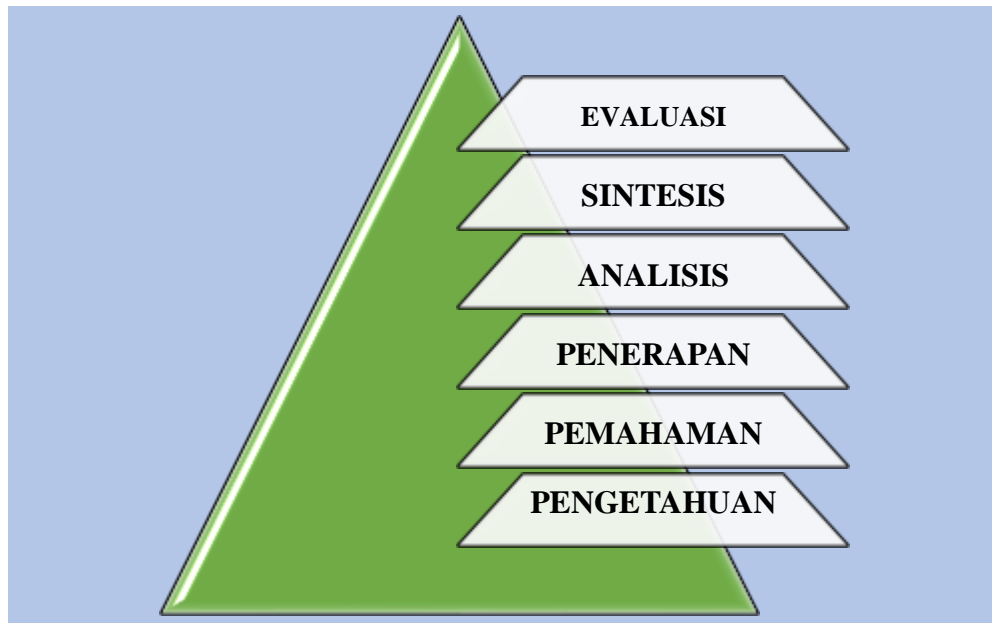 EVALUASI
SINTESIS
ANALISIS
PENERAPAN
PEMAHAMAN
PENGETAHUAN